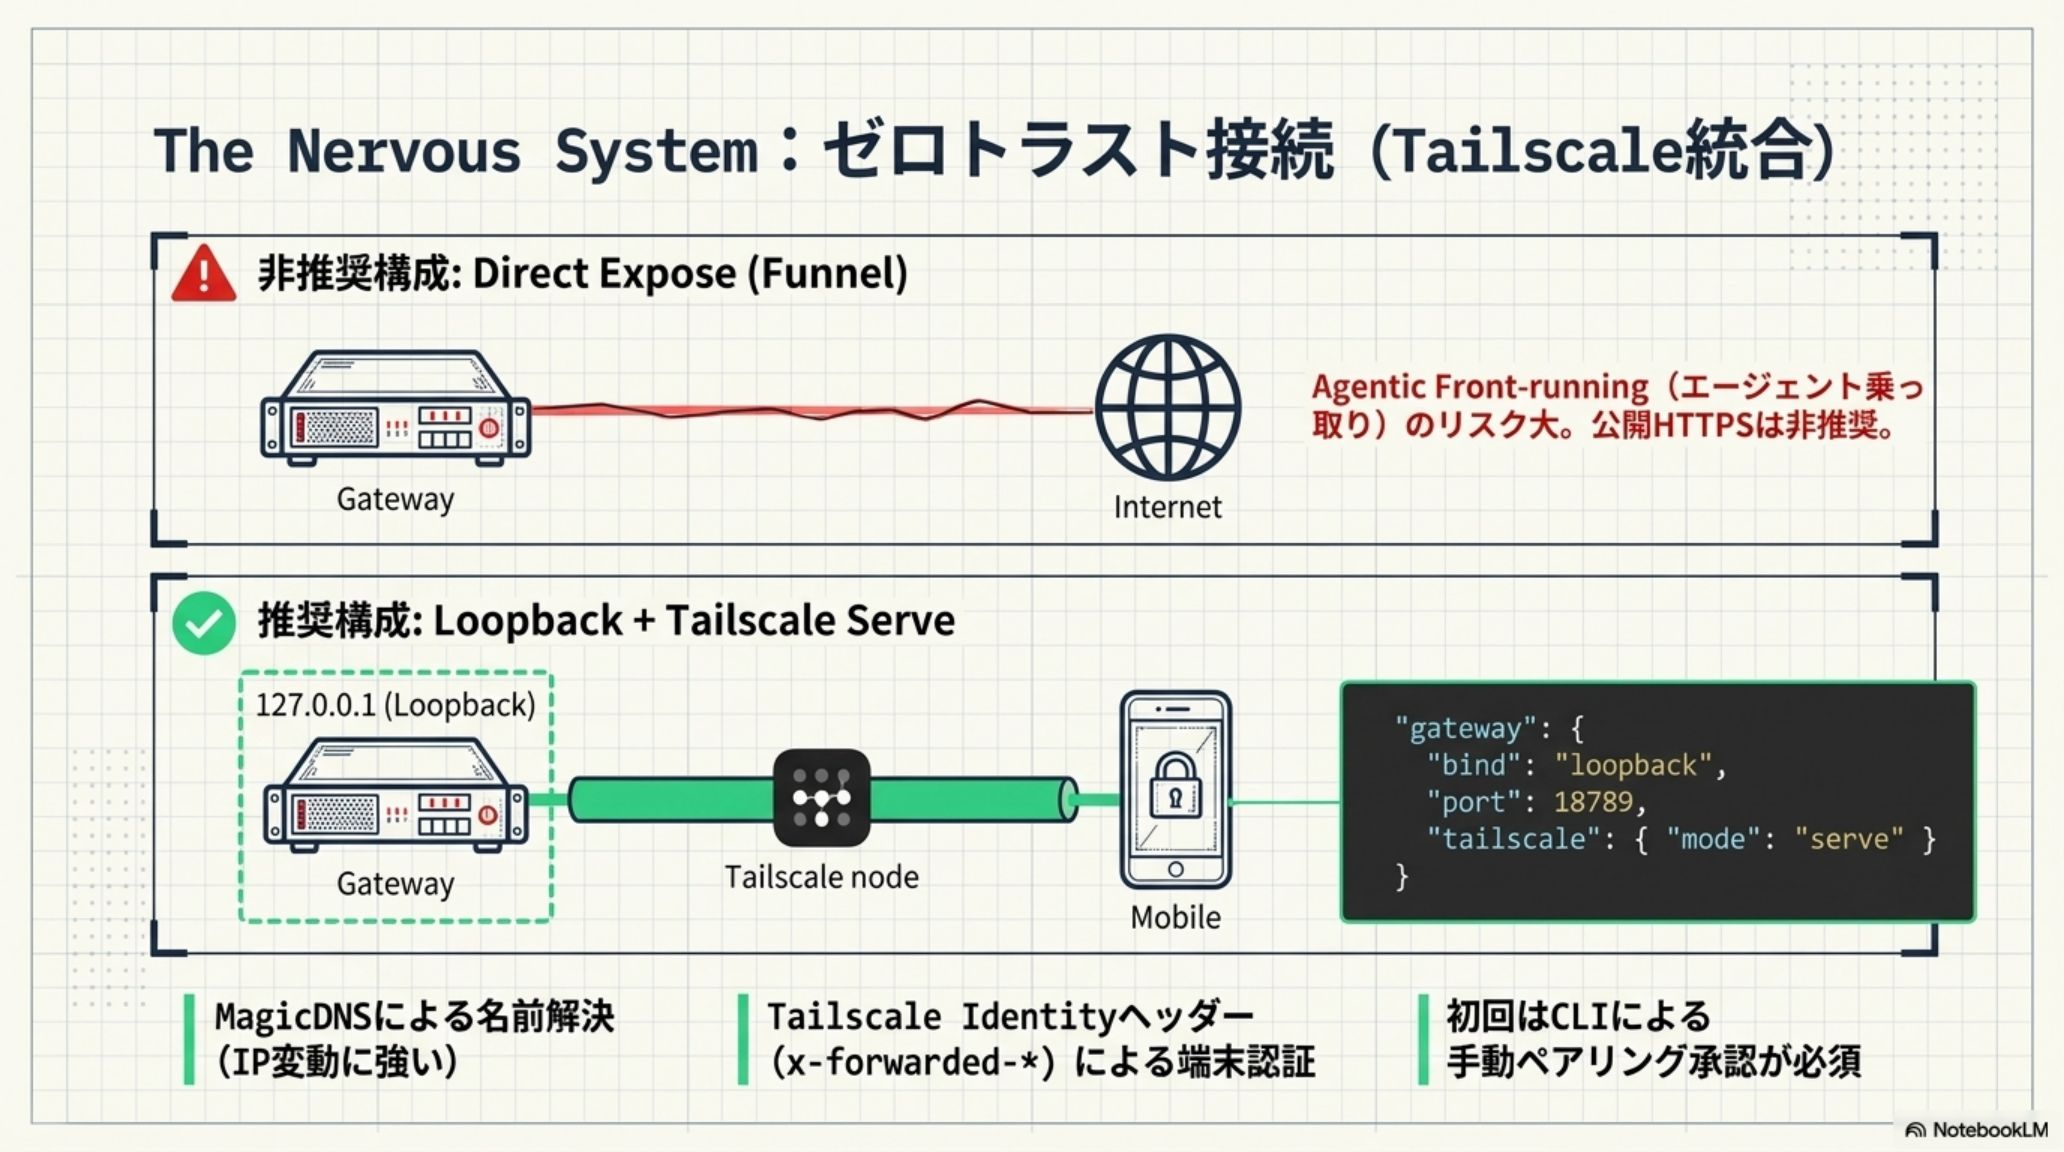 The Nervous System：ゼロトラスト接続 (Tailscale統合)
非推奨構成: Direct Expose (Funnel)
Gateway
Internet
Agentic Front-running（エージェント乗っ
取り）のリスク大。公開HTTPSは非推奨。
推奨構成: Loopback + Tailscale Serve
127.0.0.1 (Loopback)
Gateway
Tailscale node
Mobile
"gateway": {
  "bind": "loopback",
  "port": 18789,
  "tailscale": { "mode": "serve" }
}
MagicDNSによる名前解決
（IP変動に強い）
Tailscale Identityヘッダー
（x-forwarded-*）による端末認証
初回はCLIによる
手動ペアリング承認が必須
NotebookLM